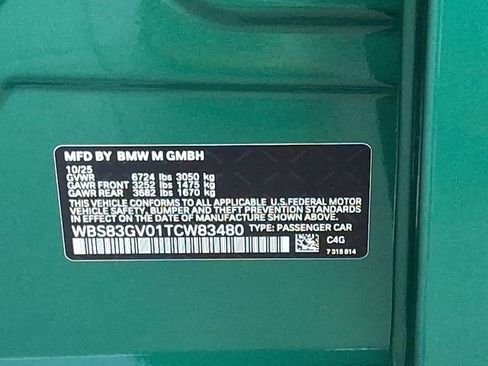 MFD BY BMW M GMBH
10/25
GVWR 6724 lbs 3050 kg
GAWR FRONT 3252 lbs 1475 kg
GAWR REAR 3682 lbs 1670 kg
THIS VEHICLE CONFORMS TO ALL APPLICABLE U.S.FEDERAL MOTOR
VEHICLE SAFETY, BUMPER, AND THEFT PREVENTION STANDARDS
IN EFFECT ON THE DATE OF MANUFACTURE SHOWN ABOVE.
WBS83GV01TCW83480 TYPE: PASSENGER CAR
C4G
7 318 814